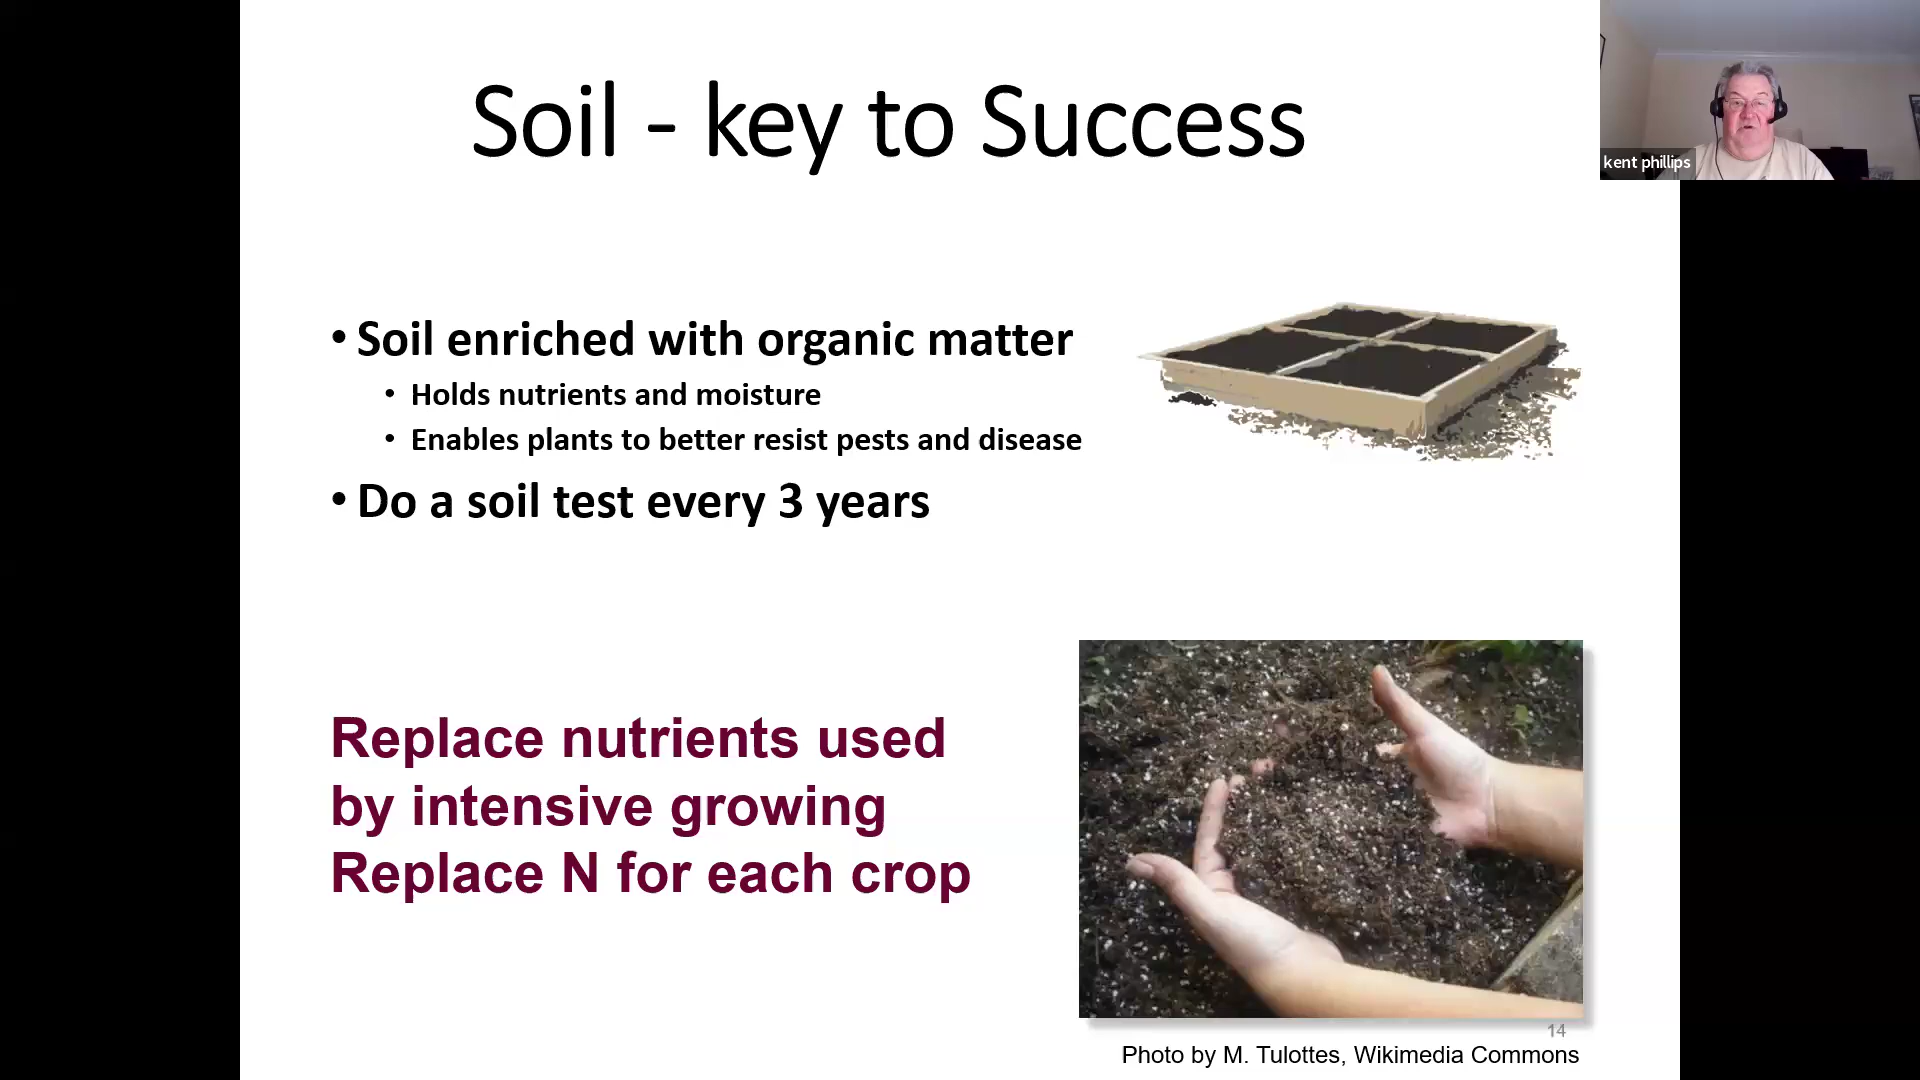 Soil - key to Success
kent phillips
• Soil enriched with organic matter
• Holds nutrients and moisture
• Enables plants to better resist pests and disease
• Do a soil test every 3 years
Replace nutrients used
by intensive growing
Replace N for each crop
14
Photo by M. Tulottes, Wikimedia Commons